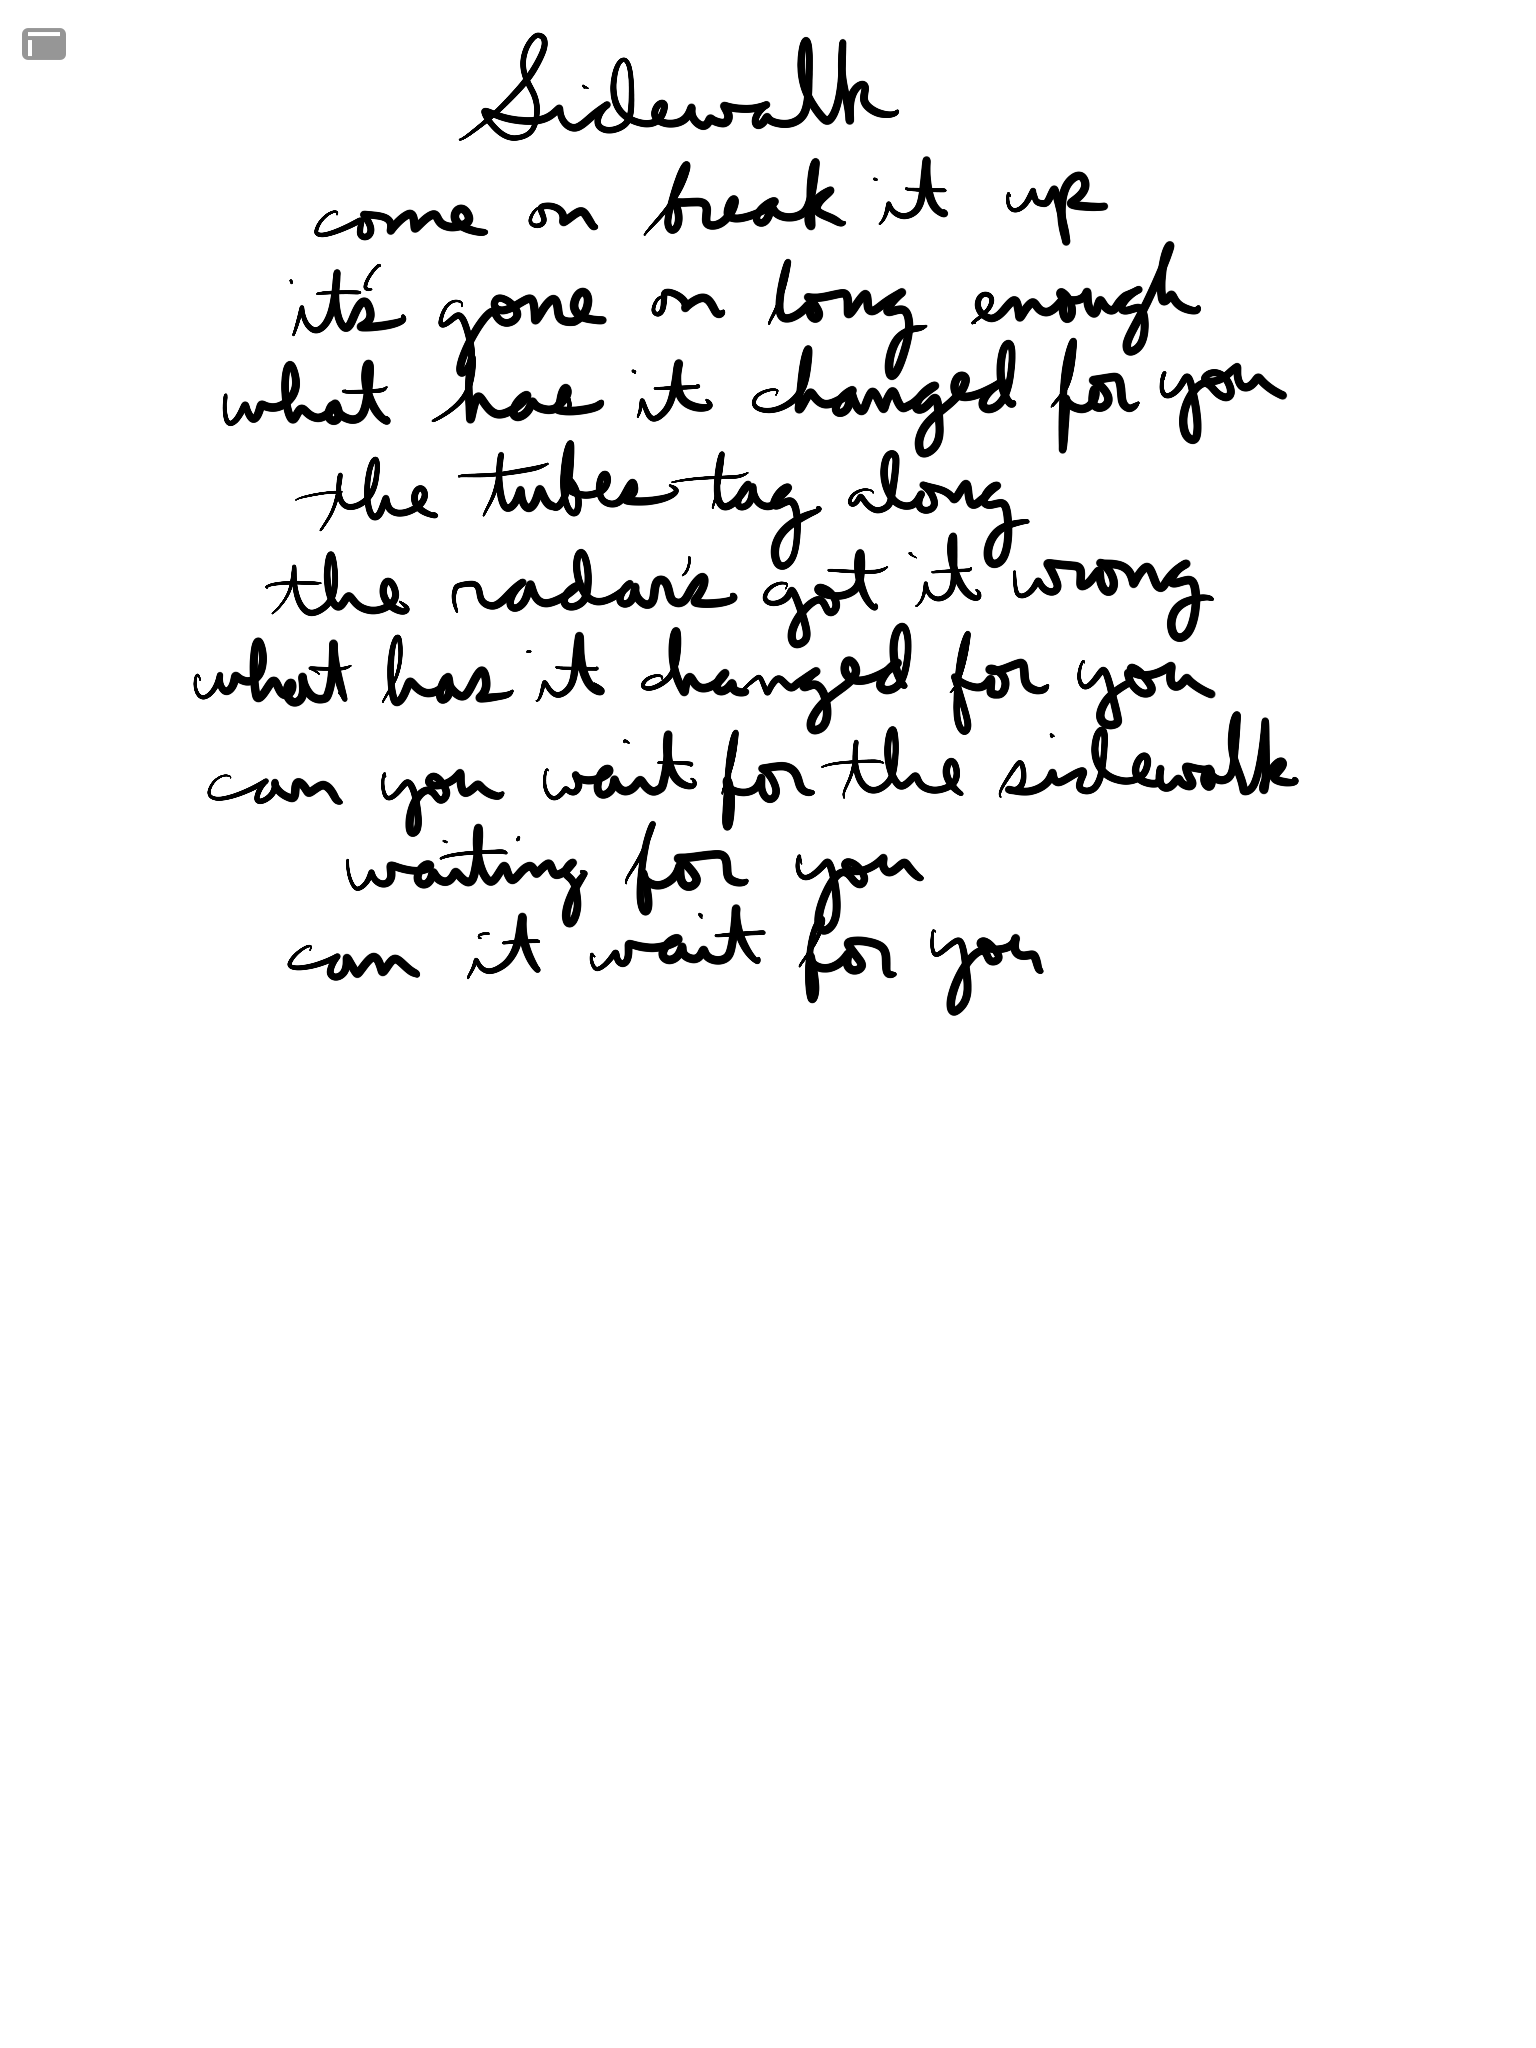 Sidewalk
come on break it up
it's gone on long enough
what has it changed for you
the tubes tag along
the radar's got it wrong
what has it changed for you
can you wait for the sidewalk
waiting for you
can it wait for you